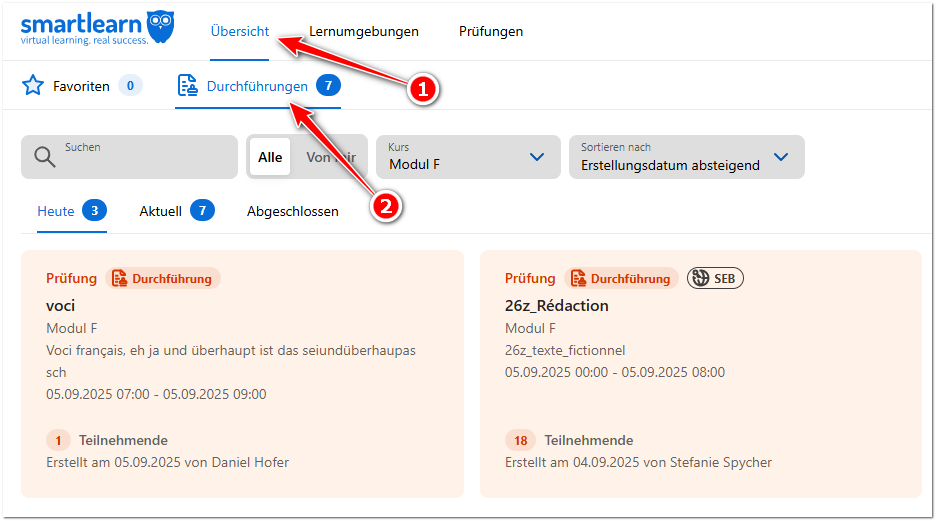 smartlearn
virtual learning. real success.
Übersicht
Lernumgebungen
Prüfungen
1
Favoriten
0
Durchführungen
7
Suchen
Alle
Von
Kurs
Modul F
Sortieren nach
Erstellungsdatum absteigend
2
Heute
3
Aktuell
7
Abgeschlossen
Prüfung
Durchführung
voci
Modul F
Voci français, eh ja und überhaupt ist das seiundüberhaupas
sch
05.09.2025 07:00 - 05.09.2025 09:00
1
Teilnehmende
Erstellt am 05.09.2025 von Daniel Hofer
Prüfung
Durchführung
SEB
26z_Rédaction
Modul F
26z_texte_fictionnel
05.09.2025 00:00 - 05.09.2025 08:00
18
Teilnehmende
Erstellt am 04.09.2025 von Stefanie Spycher